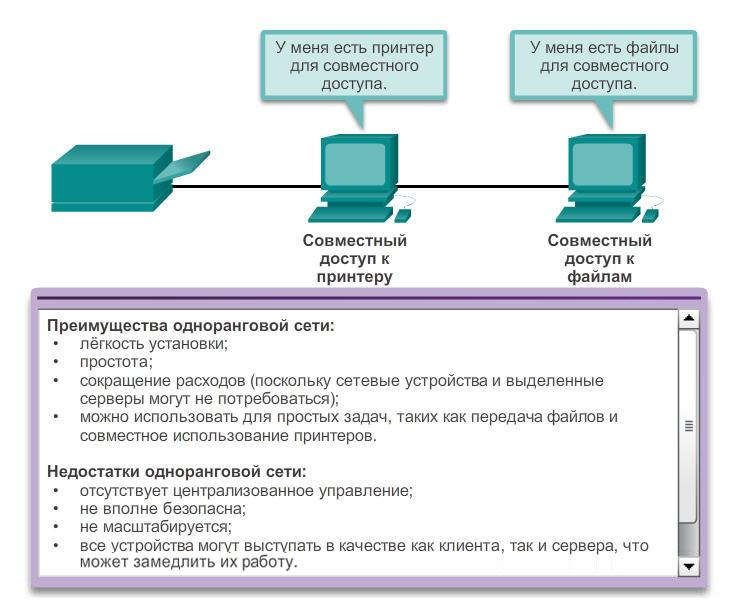 У меня есть принтер
для совместного
доступа.
У меня есть файлы
для совместного
доступа.
Совместный
доступ к
принтеру
Совместный
доступ к
файлам
Преимущества одноранговой сети:
• лёгкость установки;
• простота;
• сокращение расходов (поскольку сетевые устройства и выделенные
серверы могут не потребоваться);
• можно использовать для простых задач, таких как передача файлов и
совместное использование принтеров.
Недостатки одноранговой сети:
• отсутствует централизованное управление;
• не вполне безопасна;
• не масштабируется;
• все устройства могут выступать в качестве как клиента, так и сервера, что
может замедлить их работу.